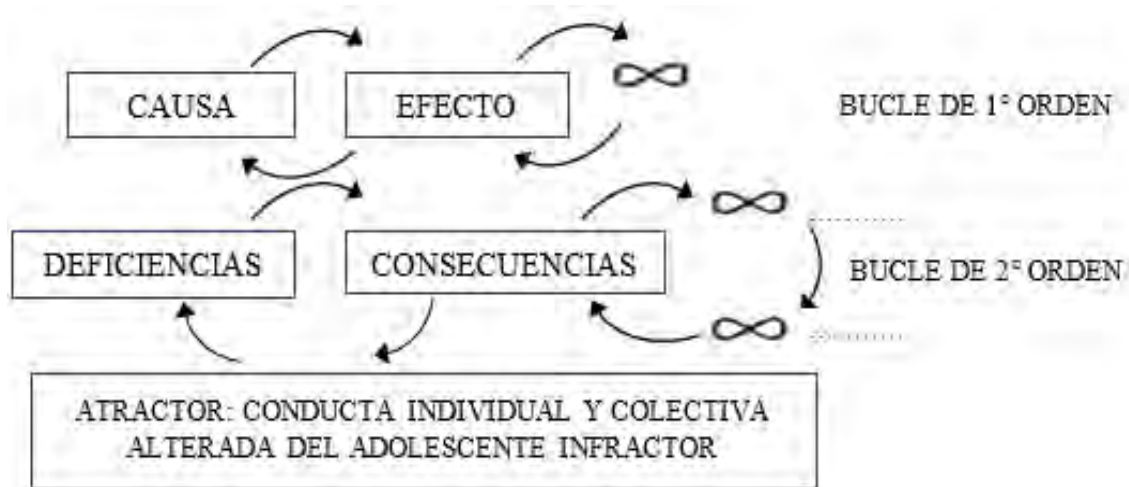 CAUSA
EFECTO
BUCLE DE 1° ORDEN
DEFICIENCIAS
CONSECUENCIAS
BUCLE DE 2° ORDEN
ATRACTOR: CONDUCTA INDIVIDUAL Y COLECTIVA
ALTERADA DEL ADOLESCENTE INFRACTOR